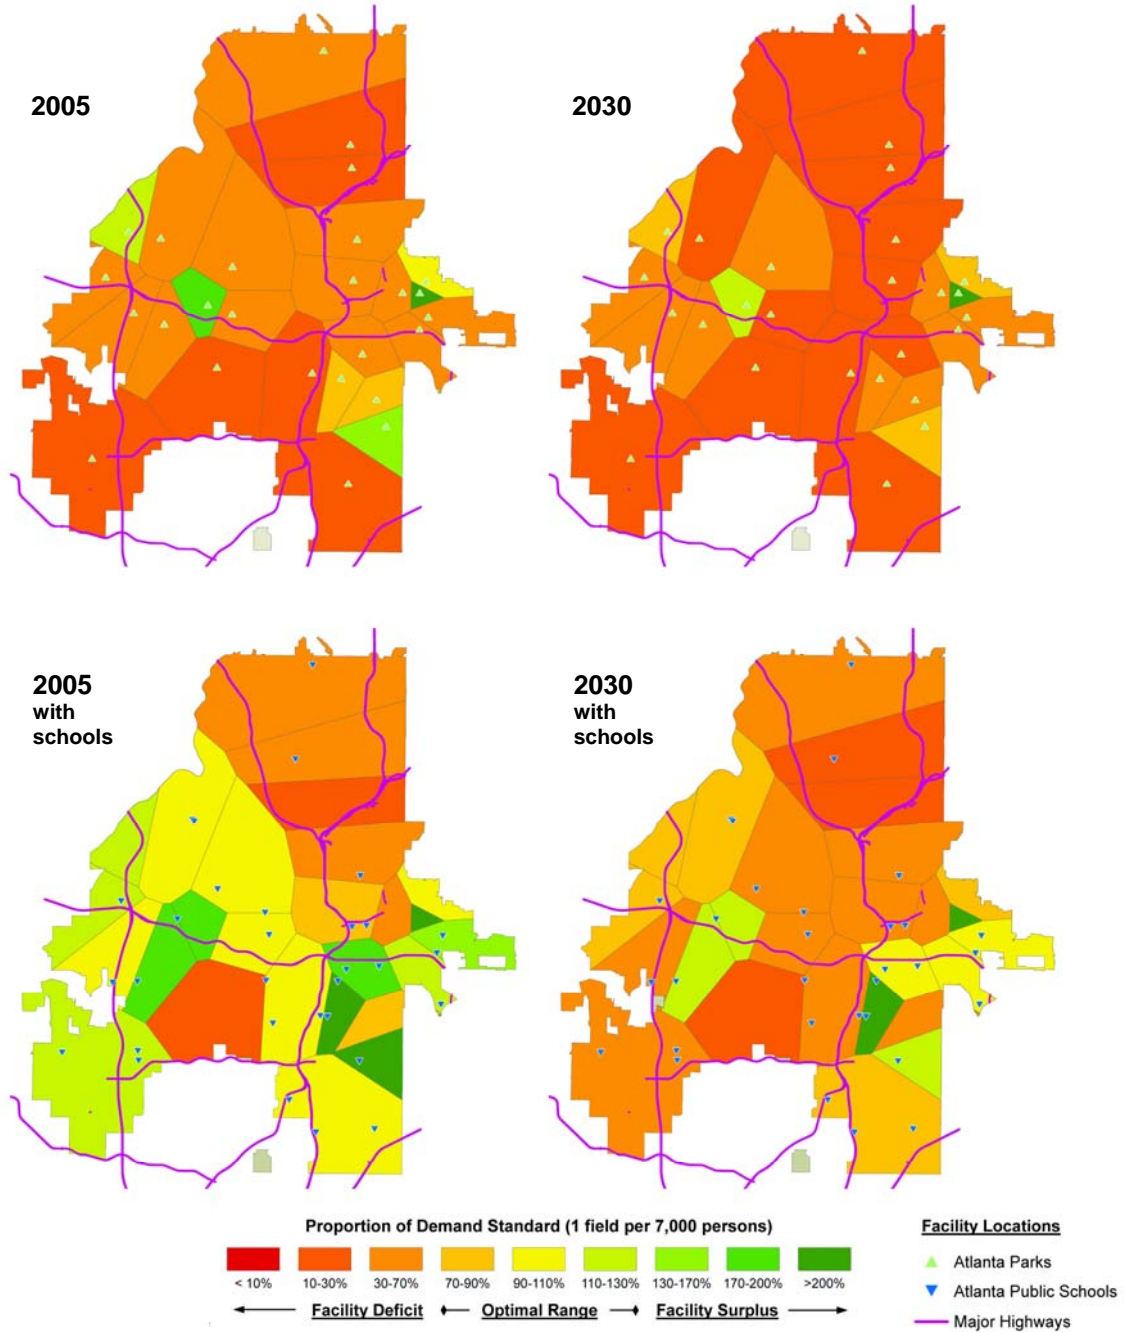 2005
2030
2005
with
schools
2030
with
schools
Proportion of Demand Standard (1 field per 7,000 persons)
< 10% 10-30% 30-70% 70-90% 90-110% 110-130% 130-170% 170-200% >200%
Facility Deficit Optimal Range Facility Surplus
Facility Locations
Atlanta Parks
Atlanta Public Schools
Major Highways